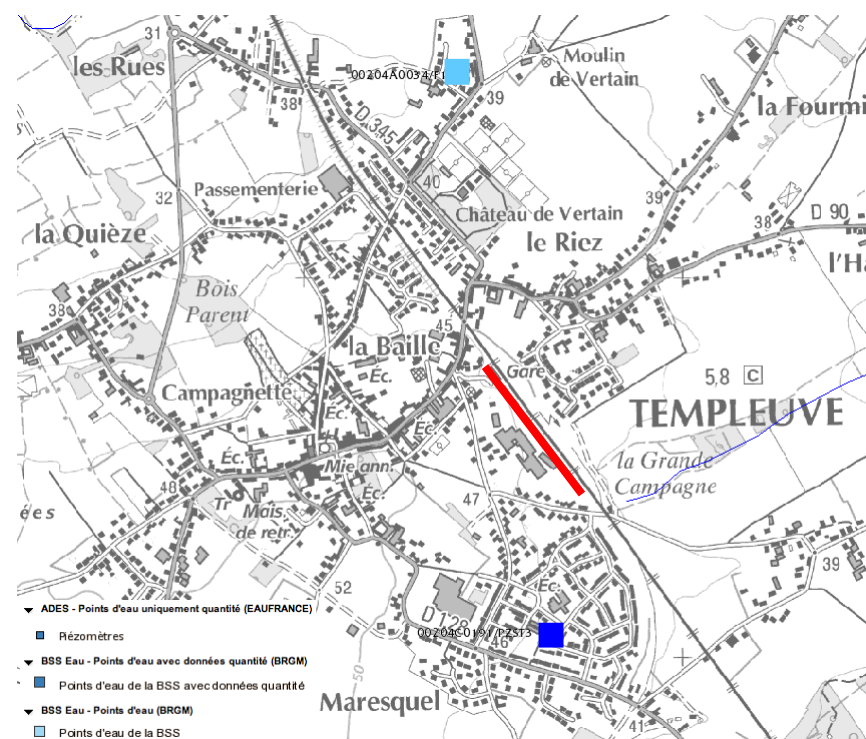 31
les Rues
38
00204A0034/F1
39
Moulin
de Vertain
la Fourmi
D 345
Passementerie
40
32
39
Château de Vertain
38
D 90
la Quièze
le Riez
l'Ha
Bois
Parent
38
45
la Baille
Gare
Éc.
5,8 C
Campagnette
TEMPLEUVE
Éc.
Éc.
Éc.
Mie ann.
la Grande
Campagne
48
Éc.
47
Tr
Mais.
de retr.
ées
52
39
Éc.
D 128
00204C0191/PZST3
46
50
Maresquel
41
ADES - Points d'eau uniquement quantité (EAUFRANCE)
Piézomètres
BSS Eau - Points d'eau avec données quantité (BRGM)
Points d'eau de la BSS avec données quantité
BSS Eau - Points d'eau (BRGM)
Points d'eau de la BSS